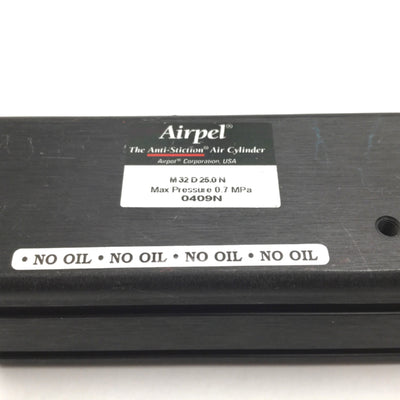 Airpel®
The Anti-Stiction® Air Cylinder
Airpel® Corporation, USA
M 32 D 25.0 N
Max Pressure 0.7 MPa
0409N
• NO OIL • NO OIL • NO OIL • NO OIL